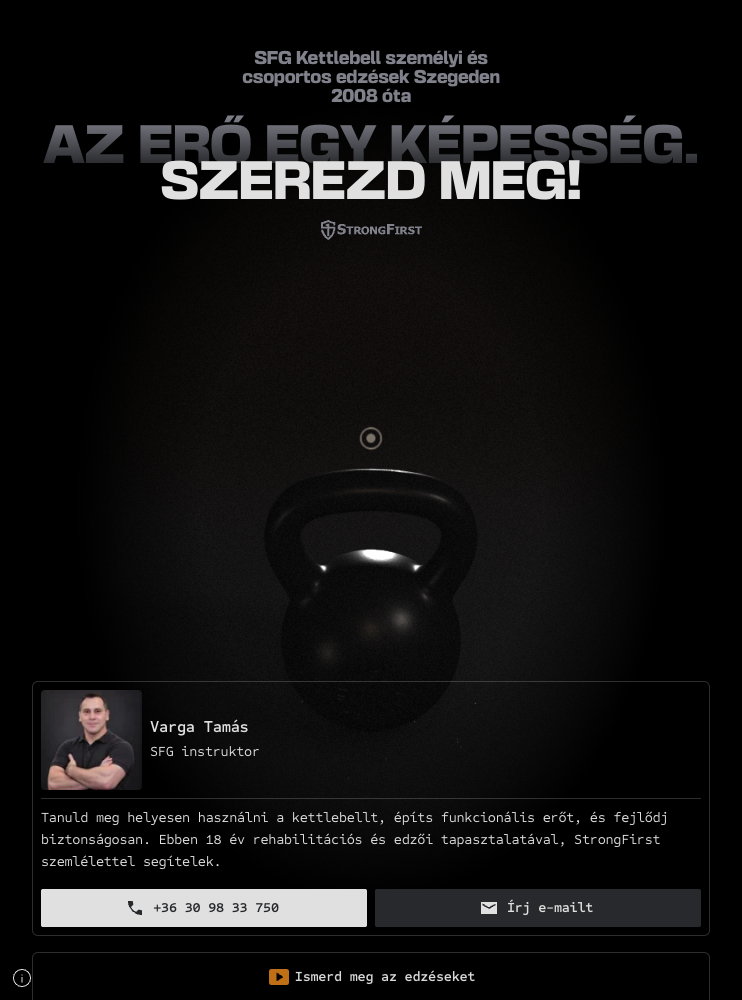 SFG Kettlebell személyi és
csoportos edzések Szegeden
2008 óta
AZ ERŐ EGY KÉPESSÉG.
SZEREZD MEG!
STRONGFIRST
Varga Tamás
SFG instruktor
Tanuld meg helyesen használni a kettlebellt, építs funkcionális erőt, és fejlődj
biztonságosan. Ebben 18 év rehabilitációs és edzői tapasztalatával, StrongFirst
szemlélettel segítelek.
+36 30 98 33 750
Írj e-mailt
Ismerd meg az edzéseket